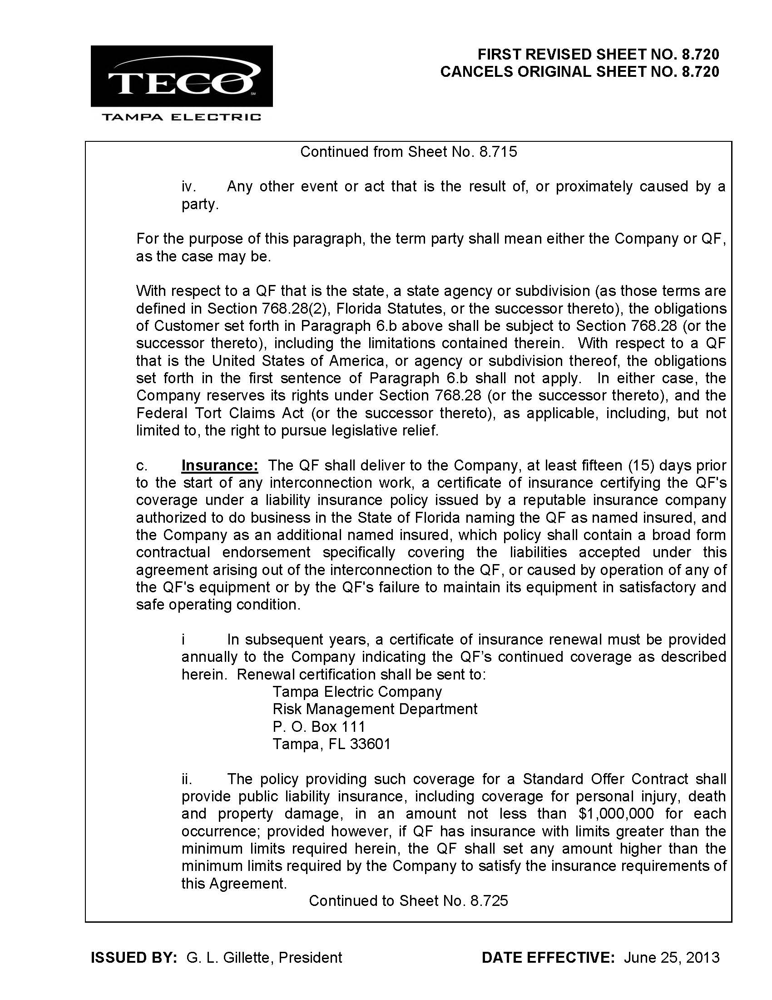 FIRST REVISED SHEET NO. 8.720
CANCELS ORIGINAL SHEET NO. 8.720
TECO
SM
TAMPA ELECTRIC
Continued from Sheet No. 8.715
iv. Any other event or act that is the result of, or proximately caused by a
party.
For the purpose of this paragraph, the term party shall mean either the Company or QF,
as the case may be.
With respect to a QF that is the state, a state agency or subdivision (as those terms are
defined in Section 768.28(2), Florida Statutes, or the successor thereto), the obligations
of Customer set forth in Paragraph 6.b above shall be subject to Section 768.28 (or the
successor thereto), including the limitations contained therein. With respect to a QF
that is the United States of America, or agency or subdivision thereof, the obligations
set forth in the first sentence of Paragraph 6.b shall not apply. In either case, the
Company reserves its rights under Section 768.28 (or the successor thereto), and the
Federal Tort Claims Act (or the successor thereto), as applicable, including, but not
limited to, the right to pursue legislative relief.
c. Insurance: The QF shall deliver to the Company, at least fifteen (15) days prior
to the start of any interconnection work, a certificate of insurance certifying the QF's
coverage under a liability insurance policy issued by a reputable insurance company
authorized to do business in the State of Florida naming the QF as named insured, and
the Company as an additional named insured, which policy shall contain a broad form
contractual endorsement specifically covering the liabilities accepted under this
agreement arising out of the interconnection to the QF, or caused by operation of any of
the QF's equipment or by the QF's failure to maintain its equipment in satisfactory and
safe operating condition.
i In subsequent years, a certificate of insurance renewal must be provided
annually to the Company indicating the QF’s continued coverage as described
herein. Renewal certification shall be sent to:
Tampa Electric Company
Risk Management Department
P. O. Box 111
Tampa, FL 33601
ii. The policy providing such coverage for a Standard Offer Contract shall
provide public liability insurance, including coverage for personal injury, death
and property damage, in an amount not less than $1,000,000 for each
occurrence; provided however, if QF has insurance with limits greater than the
minimum limits required herein, the QF shall set any amount higher than the
minimum limits required by the Company to satisfy the insurance requirements of
this Agreement.
Continued to Sheet No. 8.725
ISSUED BY: G. L. Gillette, President
DATE EFFECTIVE: June 25, 2013